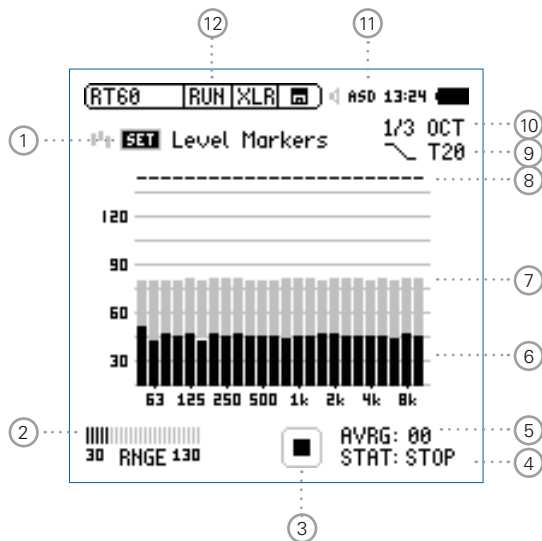 12 11
RT60 RUN XLR ASD 13:24
1 SET Level Markers 1/3 OCT 10
T20 9
8
120
90
7
60
6
30
63 125 250 500 1k 2k 4k 8k
2 AVRG: 00 5
30 RNGE 130 STAT: STOP 4
3